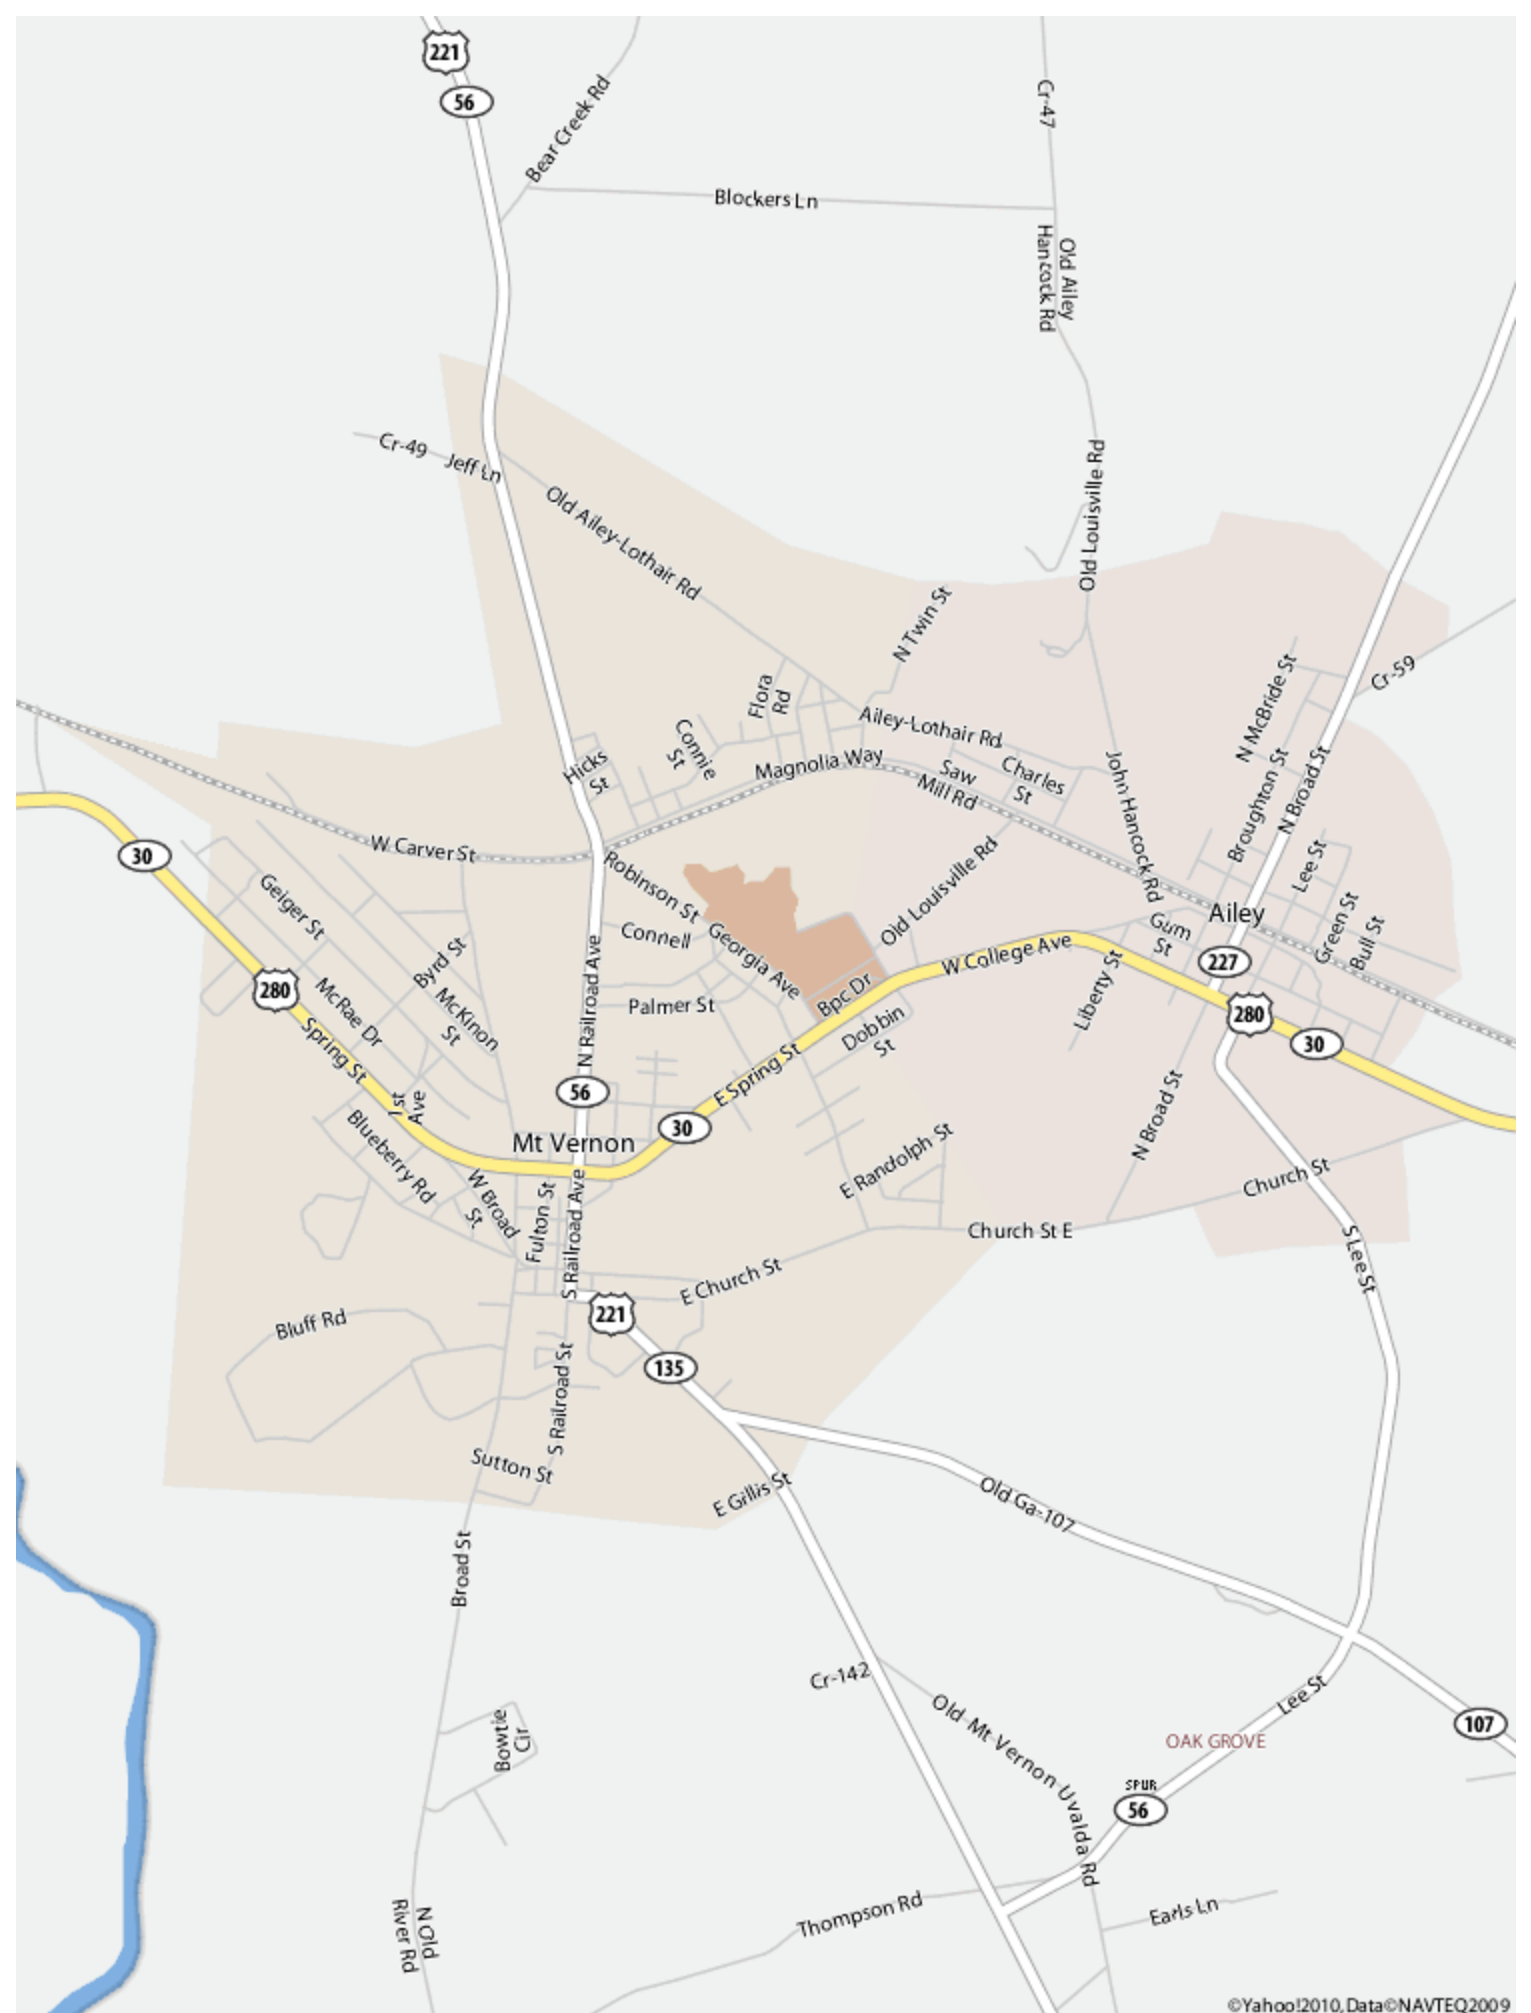 221
56
Bear Creek Rd
Cr-47
Blockers Ln
Old Ailey
Hancock Rd
Cr-49
Jeff Ln
Old Ailey-Lothair Rd
Old Louisville Rd
N Twin St
Flora
Rd
Connie
St
Ailey-Lothair Rd
Magnolia Way
Hicks
St
Saw
Mill Rd
Charles
St
John Hancock Rd
N McBride St
Cr-59
Broughton St
N Broad St
Lee St
W Carver St
30
Robinson St
Connell
Georgia Ave
Old Louisville Rd
Geiger St
Byrd St
McKinon
St
N Railroad Ave
Palmer St
Bpc Dr
Dobbin
St
W College Ave
Liberty St
Gum
St
Ailey
Green St
Bull St
227
280
30
280
McRae Dr
Spring St
1st
Ave
56
E Spring St
30
Mt Vernon
Blueberry Rd
W Broad
St
Fulton St
S Railroad Ave
E Randolph St
N Broad St
Church St
Church St E
E Church St
S Lee St
Bluff Rd
221
135
S Railroad St
Sutton St
E Gillis St
Old Ga-107
Broad St
Cr-142
Old Mt Vernon Uvalda Rd
Lee St
107
OAK GROVE
SPUR
56
Bowtie
Cir
N Old
River Rd
Thompson Rd
Earls Ln
©Yahoo!2010, Data©NAVTEQ2009